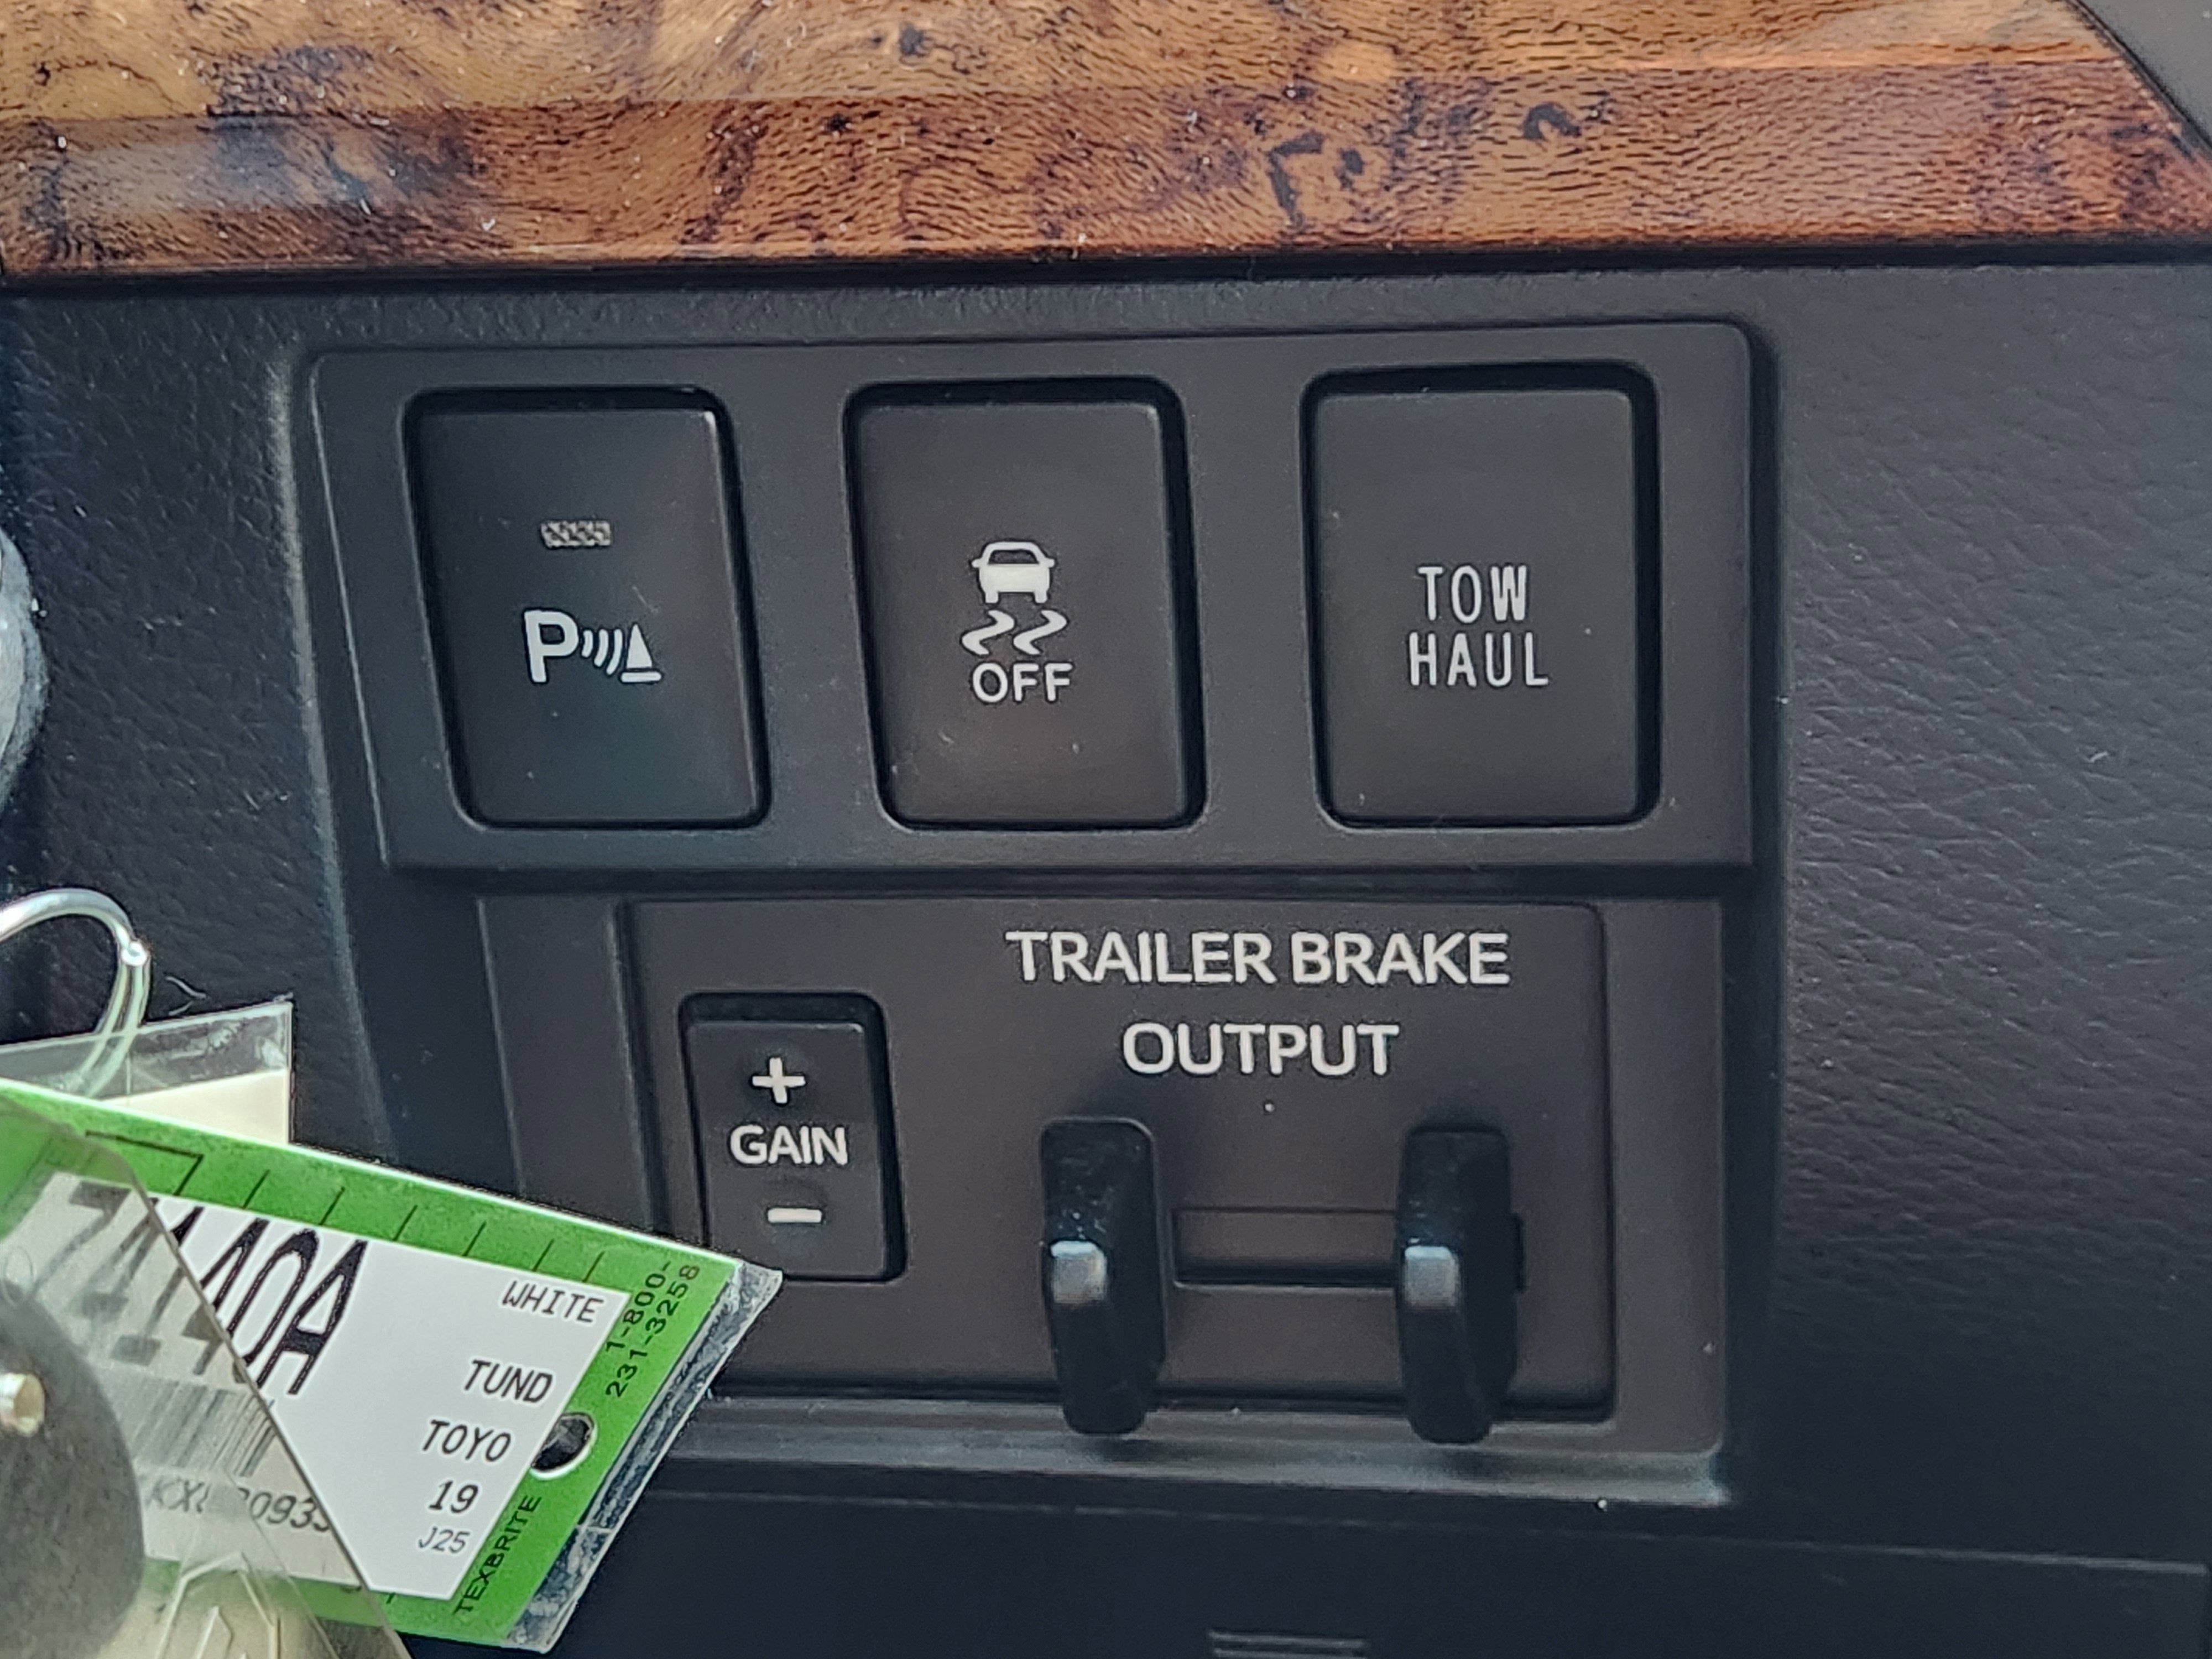 P
OFF
TOW
HAUL
TRAILER BRAKE
OUTPUT
+
GAIN
-
WHITE
TUND
TOYO
19
J25
1-800-
231-3258
TEXBRITE